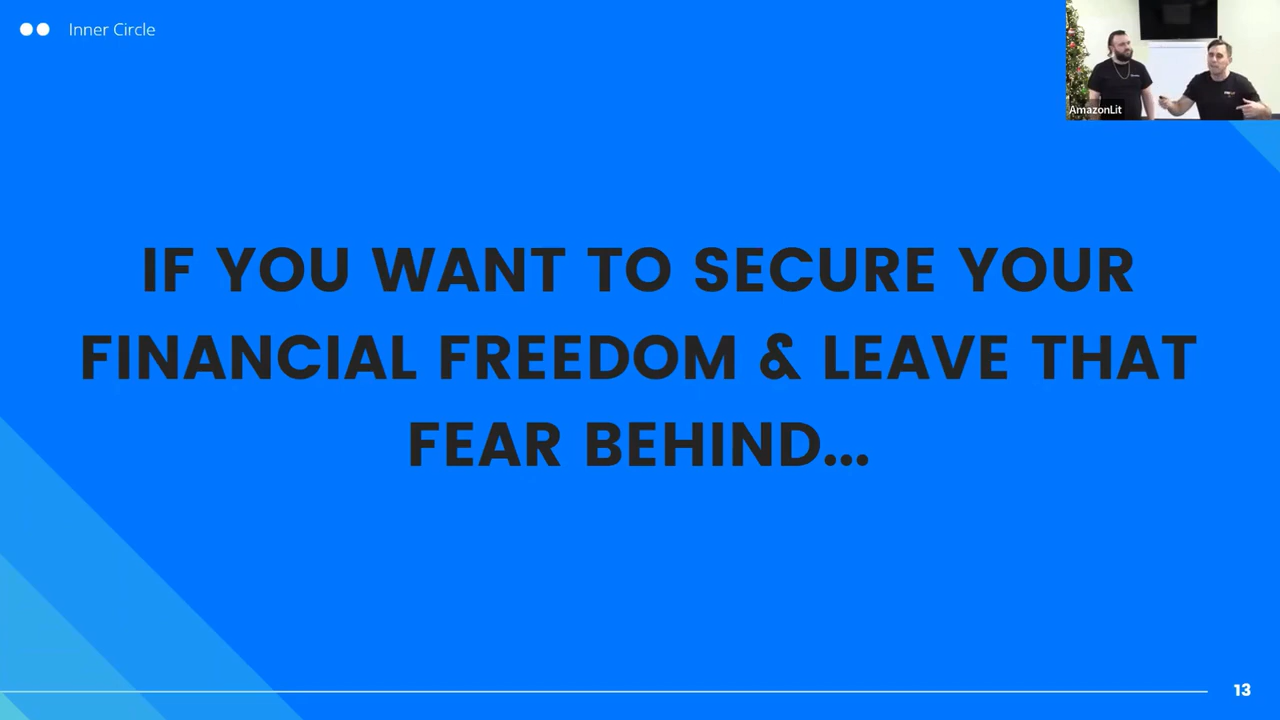 Inner Circle
AmazonLit
IF YOU WANT TO SECURE YOUR
FINANCIAL FREEDOM & LEAVE THAT
FEAR BEHIND...
13